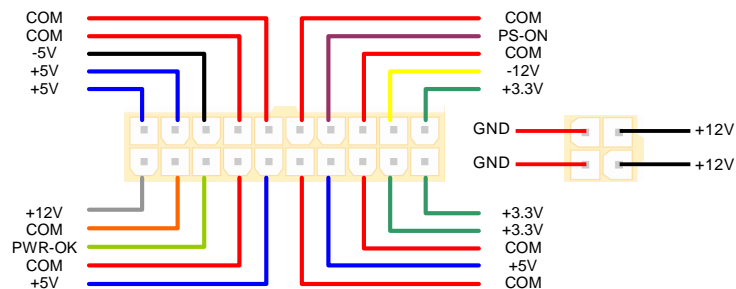 COM
COM
-5V
+5V
+5V
COM
PS-ON
COM
-12V
+3.3V
GND
+12V
GND
+12V
+12V
COM
PWR-OK
COM
+5V
+3.3V
+3.3V
COM
+5V
COM